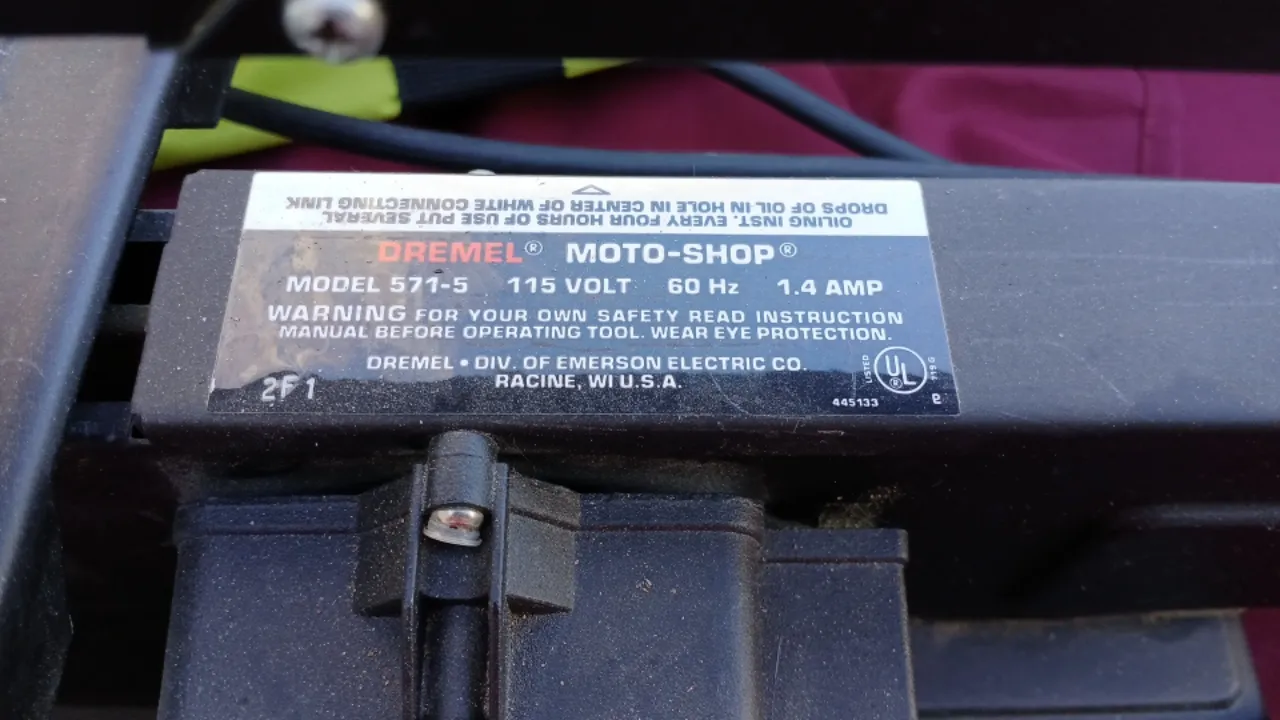 OILING INST. EVERY FOUR HOURS OF USE PUT SEVERAL
DROPS OF OIL IN HOLE IN CENTER OF WHITE CONNECTING LINK
DREMEL® MOTO-SHOP®
MODEL 571-5 115 VOLT 60 Hz 1.4 AMP
WARNING FOR YOUR OWN SAFETY READ INSTRUCTION
MANUAL BEFORE OPERATING TOOL. WEAR EYE PROTECTION.
DREMEL • DIV. OF EMERSON ELECTRIC CO.
RACINE, WI U.S.A.
2F1
LISTED UL ® 919G
445133